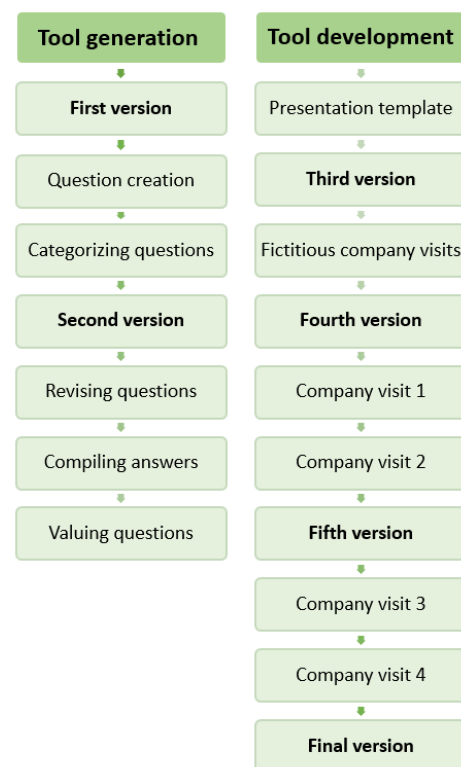 Tool generation
First version
Question creation
Categorizing questions
Second version
Revising questions
Compiling answers
Valuing questions
Tool development
Presentation template
Third version
Fictitious company visits
Fourth version
Company visit 1
Company visit 2
Fifth version
Company visit 3
Company visit 4
Final version